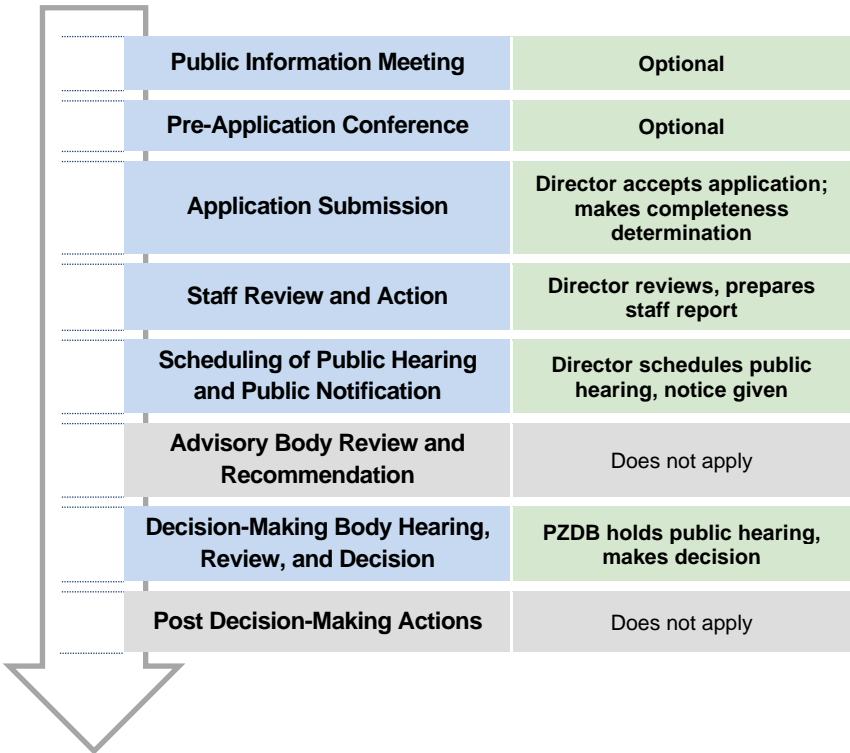 Public Information Meeting
Optional
Pre-Application Conference
Optional
Application Submission
Director accepts application;
makes completeness
determination
Staff Review and Action
Director reviews, prepares
staff report
Scheduling of Public Hearing
and Public Notification
Director schedules public
hearing, notice given
Advisory Body Review and
Recommendation
Does not apply
Decision-Making Body Hearing,
Review, and Decision
PZDB holds public hearing,
makes decision
Post Decision-Making Actions
Does not apply